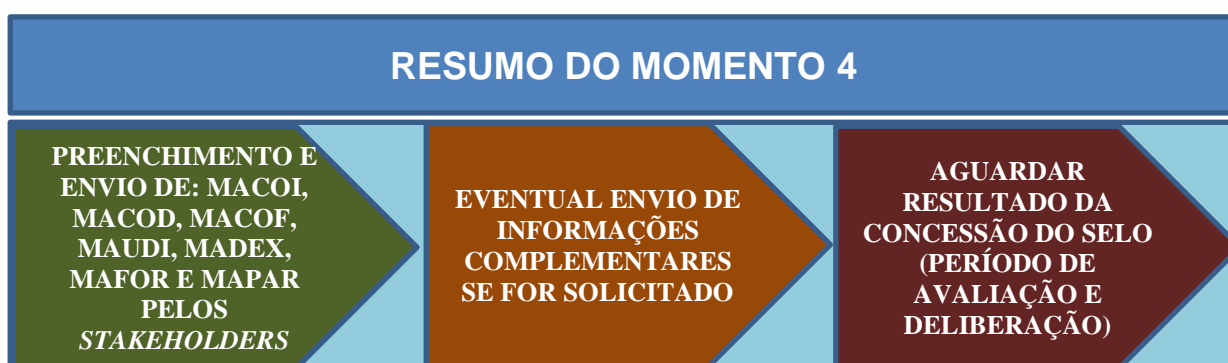 RESUMO DO MOMENTO 4
PREENCHIMENTO E
ENVIO DE: MACOI,
MACOD, MACOF,
MAUDI, MADEX,
MAFOR E MAPAR
PELOS
STAKEHOLDERS
EVENTUAL ENVIO DE
INFORMAÇÕES
COMPLEMENTARES
SE FOR SOLICITADO
AGUARDAR
RESULTADO DA
CONCESSÃO DO SELO
(PERÍODO DE
AVALIAÇÃO E
DELIBERAÇÃO)